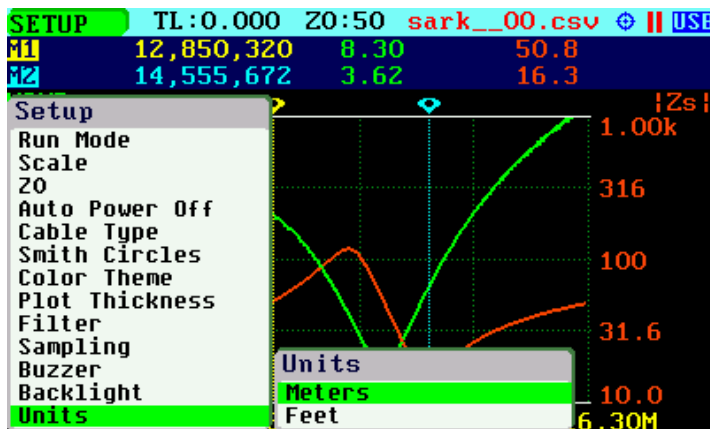 SETUP TL:0.000 Z0:50 sark__00.csv USB
M1 12,850,320 8.30 50.8
M2 14,555,672 3.62 16.3
|Zs|
Setup
Run Mode
Scale
Z0
Auto Power Off
Cable Type
Smith Circles
Color Theme
Plot Thickness
Filter
Sampling
Buzzer
Backlight
Units
1.00k
316
100
31.6
10.0
Units
Meters
Feet
6.30M